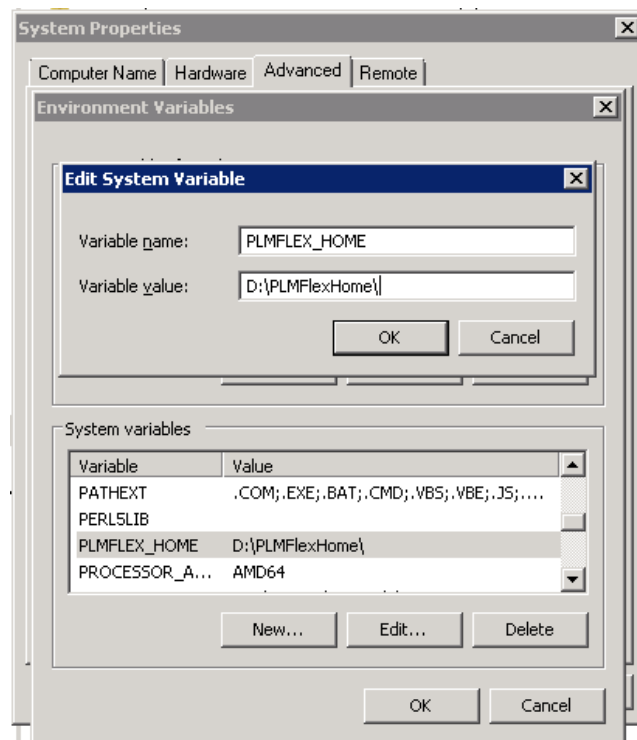 System Properties
Computer Name Hardware Advanced Remote
Environment Variables
Edit System Variable
Variable name: PLMFLEX_HOME
Variable value: D:\PLMFlexHome\
OK Cancel
System variables
Variable Value
PATHEXT .COM;.EXE;.BAT;.CMD;.VBS;.VBE;.JS;....
PERL5LIB
PLMFLEX_HOME D:\PLMFlexHome\
PROCESSOR_A... AMD64
New... Edit... Delete
OK Cancel